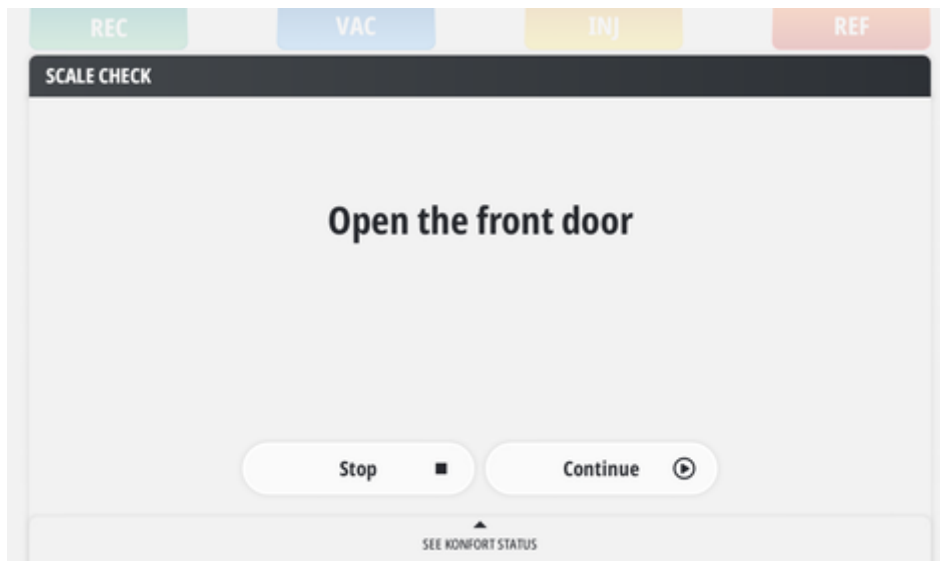 REC VAC INJ REF
SCALE CHECK
Open the front door
Stop Continue
SEE KONFORT STATUS